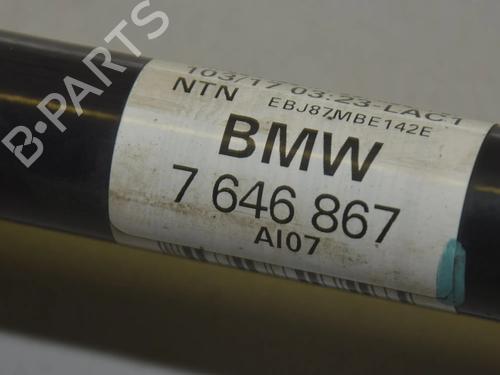 B-Parts
103/17 03:23-LAC1
NTN EBJ87MBE142E
BMW
7 646 867
AI07